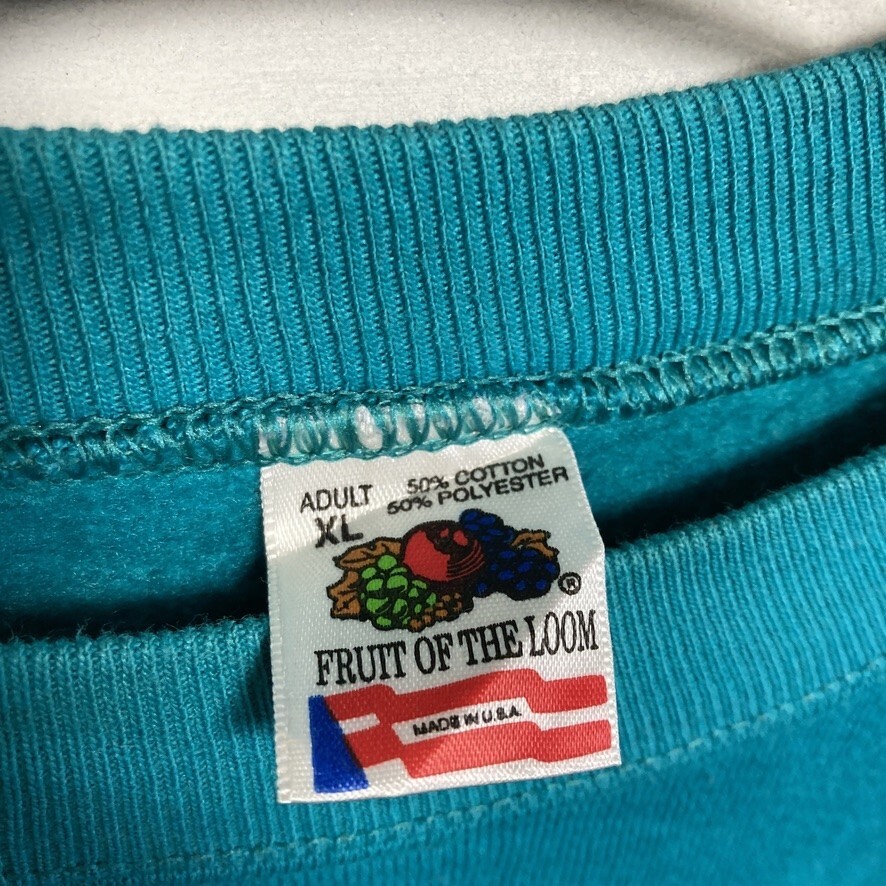 ADULT
XL
50% COTTON
50% POLYESTER
®
FRUIT OF THE LOOM
MADE IN U.S.A.